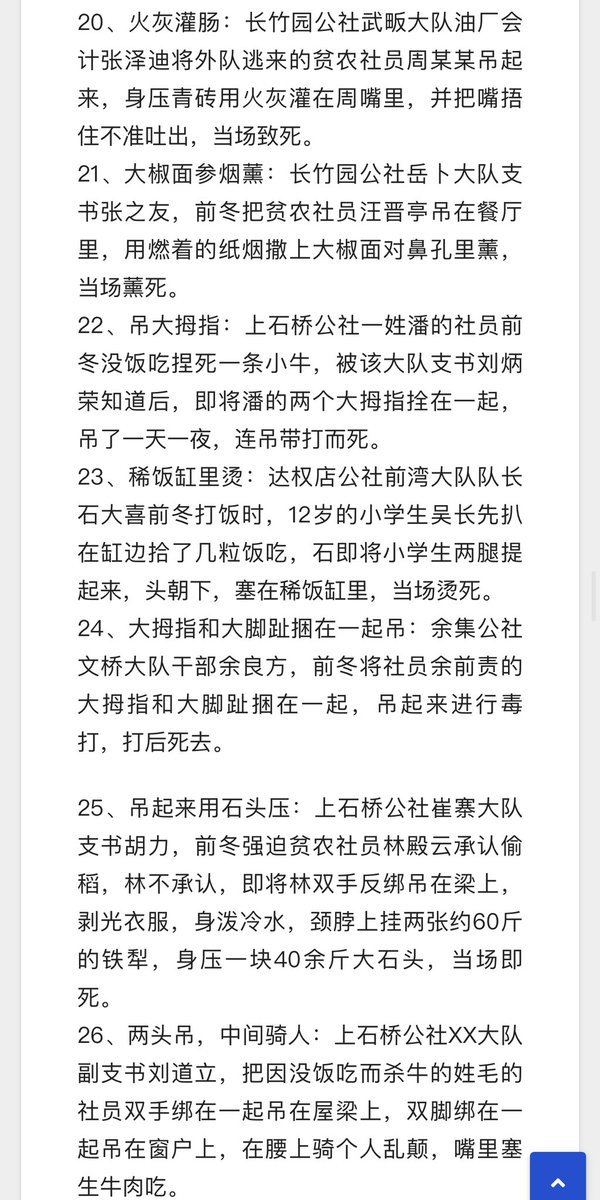 20、火灰灌肠：长竹园公社武畈大队油厂会
计张泽迪将外队逃来的贫农社员周某某吊起
来，身压青砖用火灰灌在周嘴里，并把嘴捂
住不准吐出，当场致死。
21、大椒面参烟薰：长竹园公社岳卜大队支
书张之友，前冬把贫农社员汪晋亭吊在餐厅
里，用燃着的纸烟撒上大椒面对鼻孔里薰，
当场薰死。
22、吊大拇指：上石桥公社一姓潘的社员前
冬没饭吃捏死一条小牛，被该大队支书刘炳
荣知道后，即将潘的两个大拇指拴在一起，
吊了一天一夜，连吊带打而死。
23、稀饭缸里烫：达权店公社前湾大队队长
石大喜前冬打饭时，12岁的小学生吴长先扒
在缸边拾了几粒饭吃，石即将小学生两腿提
起来，头朝下，塞在稀饭缸里，当场烫死。
24、大拇指和大脚趾捆在一起吊：余集公社
文桥大队干部余良方，前冬将社员余前责的
大拇指和大脚趾捆在一起，吊起来进行毒
打，打后死去。
25、吊起来用石头压：上石桥公社崔寨大队
支书胡力，前冬强迫贫农社员林殿云承认偷
稻，林不承认，即将林双手反绑吊在梁上，
剥光衣服，身泼冷水，颈脖上挂两张约60斤
的铁犁，身压一块40余斤大石头，当场即
死。
26、两头吊，中间骑人：上石桥公社XX大队
副支书刘道立，把因没饭吃而杀牛的姓毛的
社员双手绑在一起吊在屋梁上，双脚绑在一
起吊在窗户上，在腰上骑个人乱颠，嘴里塞
生牛肉吃。